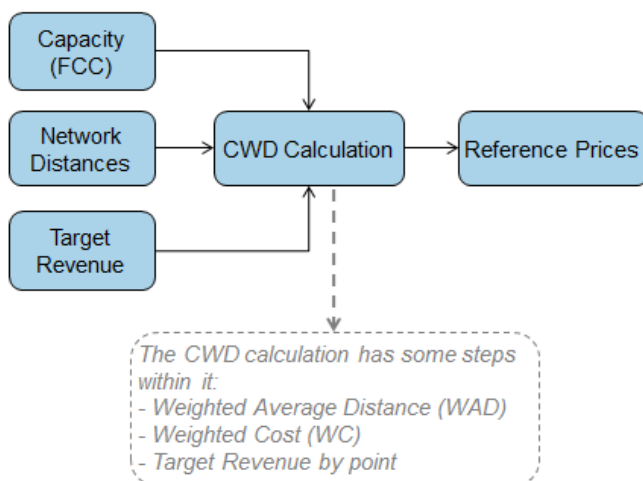 Capacity
(FCC)
Network
Distances
CWD Calculation
Reference Prices
Target
Revenue
The CWD calculation has some steps
within it:
- Weighted Average Distance (WAD)
- Weighted Cost (WC)
- Target Revenue by point